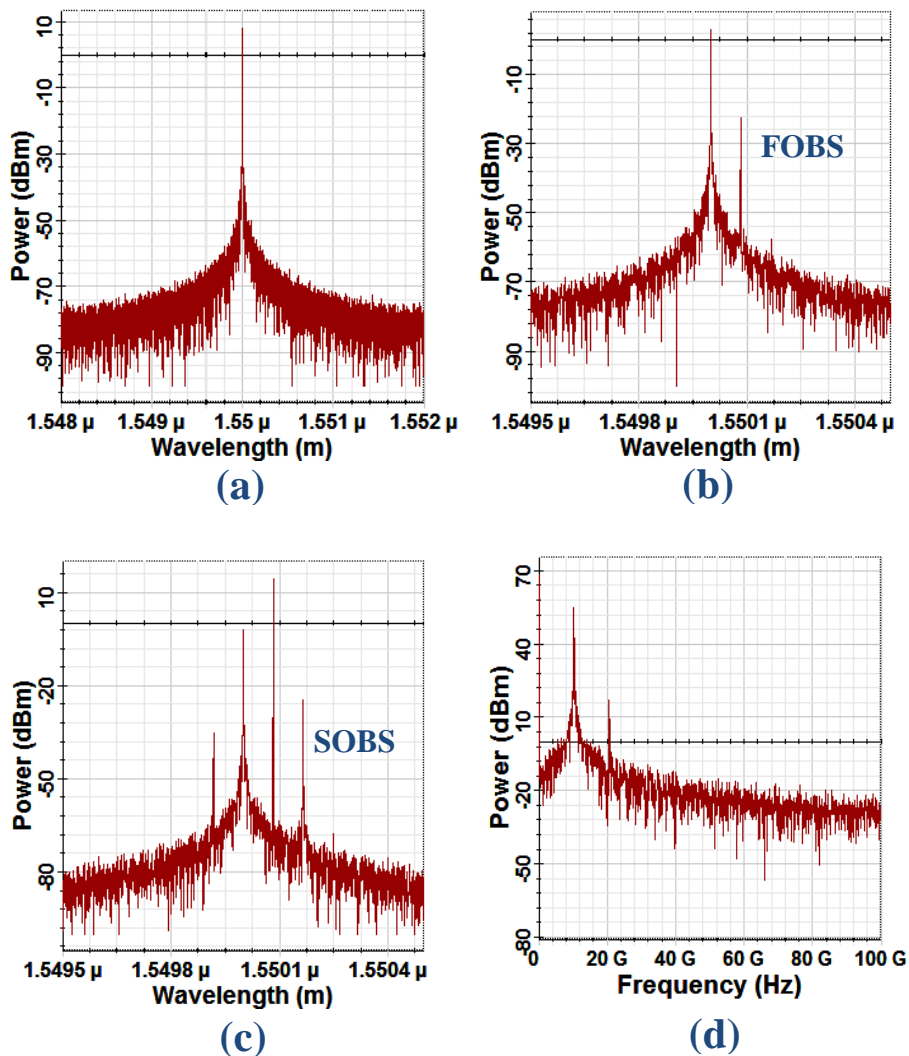 10
-10
-30
-50
-70
-90
Power (dBm)
1.548 µ 1.549 µ 1.55 µ 1.551 µ 1.552 µ
Wavelength (m)
(a)
-10
-30
-50
-70
-90
Power (dBm)
FOBS
1.5495 µ 1.5498 µ 1.5501 µ 1.5504 µ
Wavelength (m)
(b)
10
-20
-50
-80
Power (dBm)
SOBS
1.5495 µ 1.5498 µ 1.5501 µ 1.5504 µ
Wavelength (m)
(c)
70
40
10
-20
-50
-80
Power (dBm)
0 20 G 40 G 60 G 80 G 100 G
Frequency (Hz)
(d)